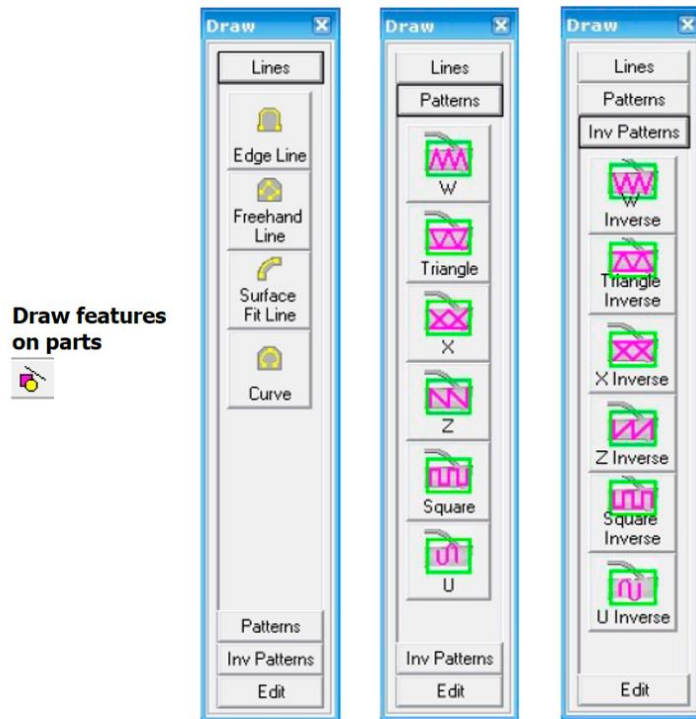 Draw features
on parts
Draw
Lines
Edge Line
Freehand
Line
Surface
Fit Line
Curve
Patterns
Inv Patterns
Edit
Draw
Lines
Patterns
W
Triangle
X
Z
Square
U
Inv Patterns
Edit
Draw
Lines
Patterns
Inv Patterns
W
Inverse
Triangle
Inverse
X Inverse
Z Inverse
Square
Inverse
U Inverse
Edit